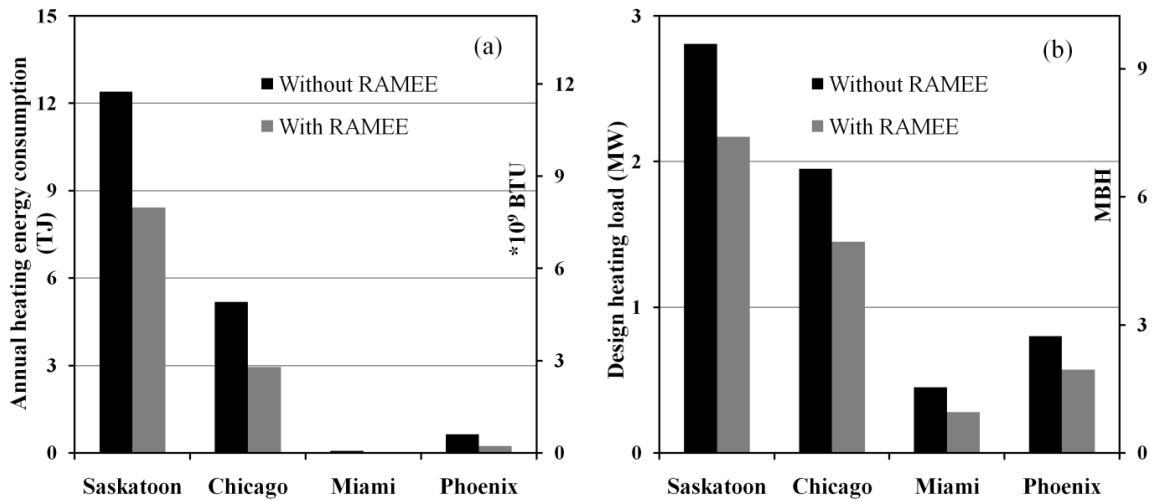 (a)
Annual heating energy consumption
(TJ)
15
12
9
6
3
0
Without RAMEE
With RAMEE
12
9
6
3
0
*10⁹ BTU
Saskatoon Chicago Miami Phoenix
(b)
Design heating load (MW)
3
2
1
0
Without RAMEE
With RAMEE
9
6
3
0
MBH
Saskatoon Chicago Miami Phoenix